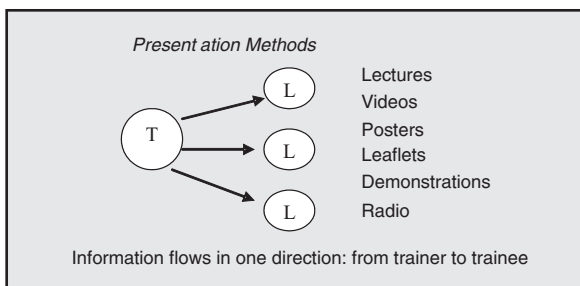 Present ation Methods
L
Lectures
Videos
T
L
Posters
Leaflets
Demonstrations
L
Radio
Information flows in one direction: from trainer to trainee